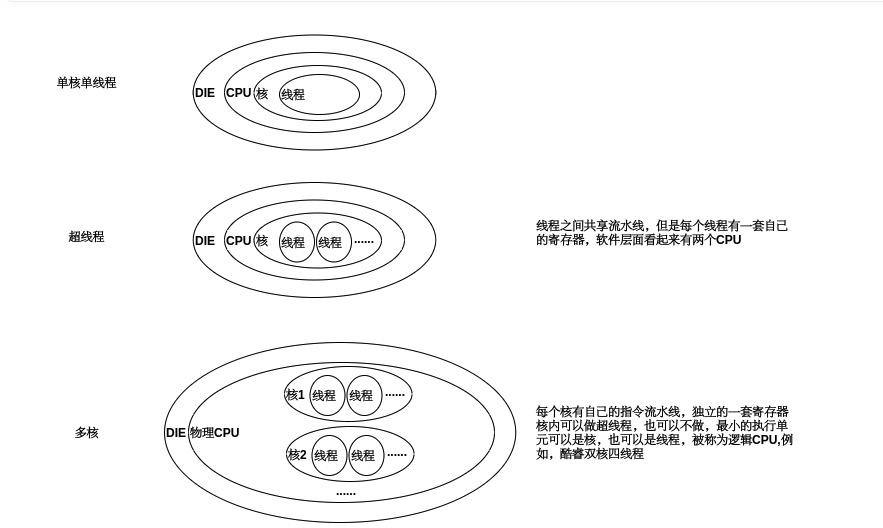 单核单线程
DIE CPU 核 线程
超线程
DIE CPU 核 线程 线程 ······
线程之间共享流水线，但是每个线程有一套自己
的寄存器，软件层面看起来有两个CPU
多核
DIE 物理CPU
核1 线程 线程 ······
核2 线程 线程 ······
······
每个核有自己的指令流水线，独立的一套寄存器
核内可以做超线程，也可以不做，最小的执行单
元可以是核，也可以是线程，被称为逻辑CPU,例
如，酷睿双核四线程